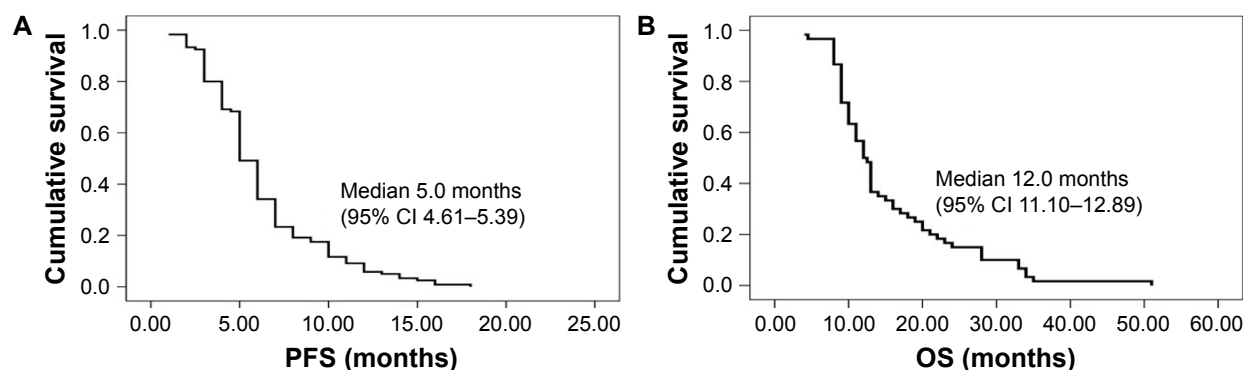 A
Cumulative survival
1.0
0.8
0.6
0.4
0.2
0.0
Median 5.0 months
(95% CI 4.61–5.39)
0.00 5.00 10.00 15.00 20.00 25.00
PFS (months)
B
Cumulative survival
1.0
0.8
0.6
0.4
0.2
0.0
Median 12.0 months
(95% CI 11.10–12.89)
0.00 10.00 20.00 30.00 40.00 50.00 60.00
OS (months)